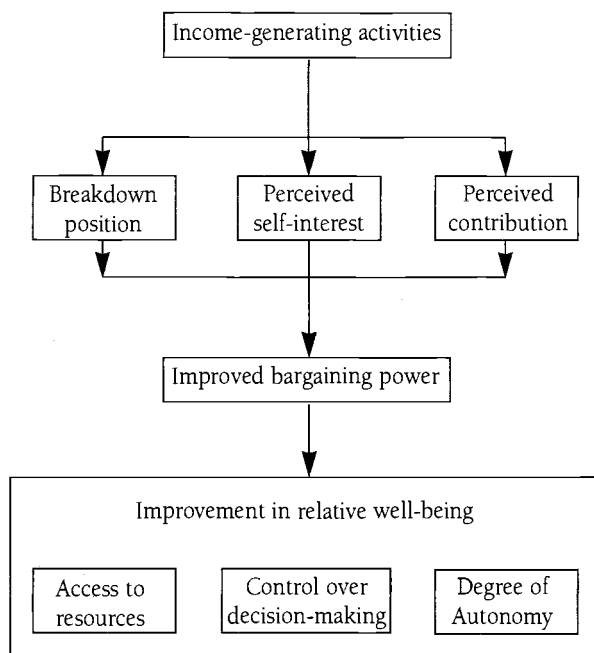 Income-generating activities
Breakdown
position
Perceived
self-interest
Perceived
contribution
Improved bargaining power
Improvement in relative well-being
Access to
resources
Control over
decision-making
Degree of
Autonomy